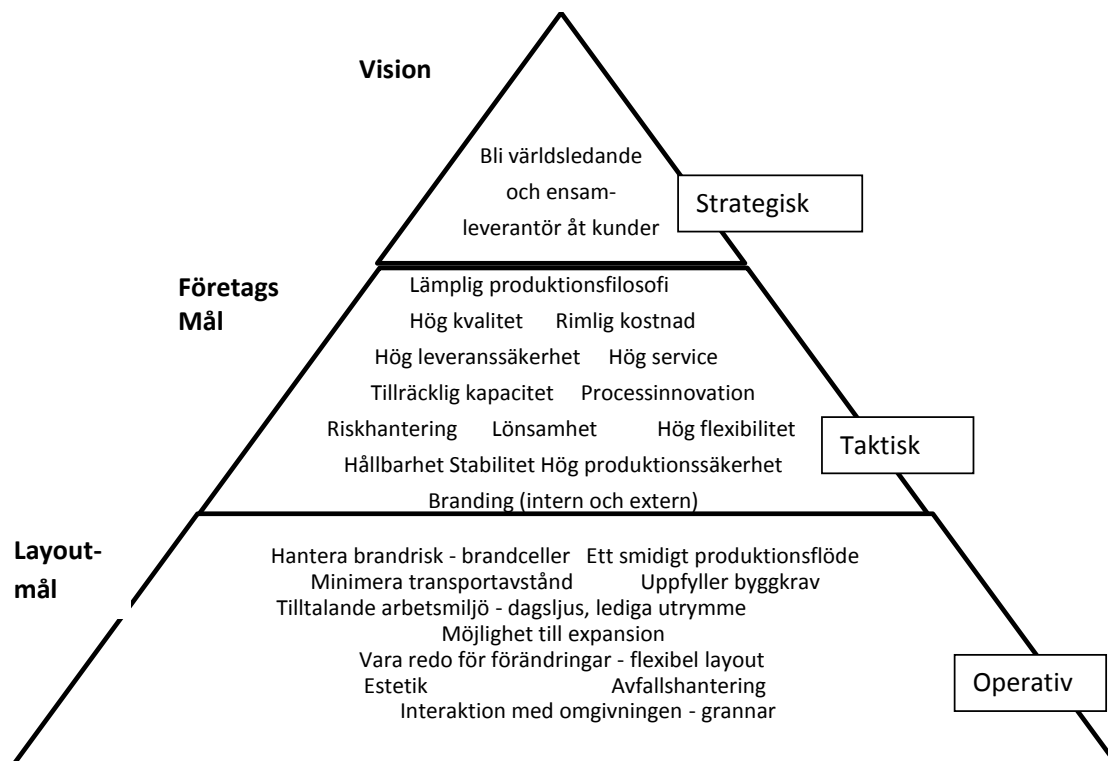 Vision
Bli världsledande
och ensam-
leverantör åt kunder
Strategisk
Företags
Mål
Lämplig produktionsfilosofi
Hög kvalitet Rimlig kostnad
Hög leveranssäkerhet Hög service
Tillräcklig kapacitet Processinnovation
Riskhantering Lönsamhet Hög flexibilitet
Hållbarhet Stabilitet Hög produktionssäkerhet
Branding (intern och extern)
Taktisk
Layout-
mål
Hantera brandrisk - brandceller Ett smidigt produktionsflöde
Minimera transportavstånd Uppfyller byggkrav
Tilltalande arbetsmiljö - dagsljus, lediga utrymme
Möjlighet till expansion
Vara redo för förändringar - flexibel layout
Estetik Avfallshantering
Interaktion med omgivningen - grannar
Operativ